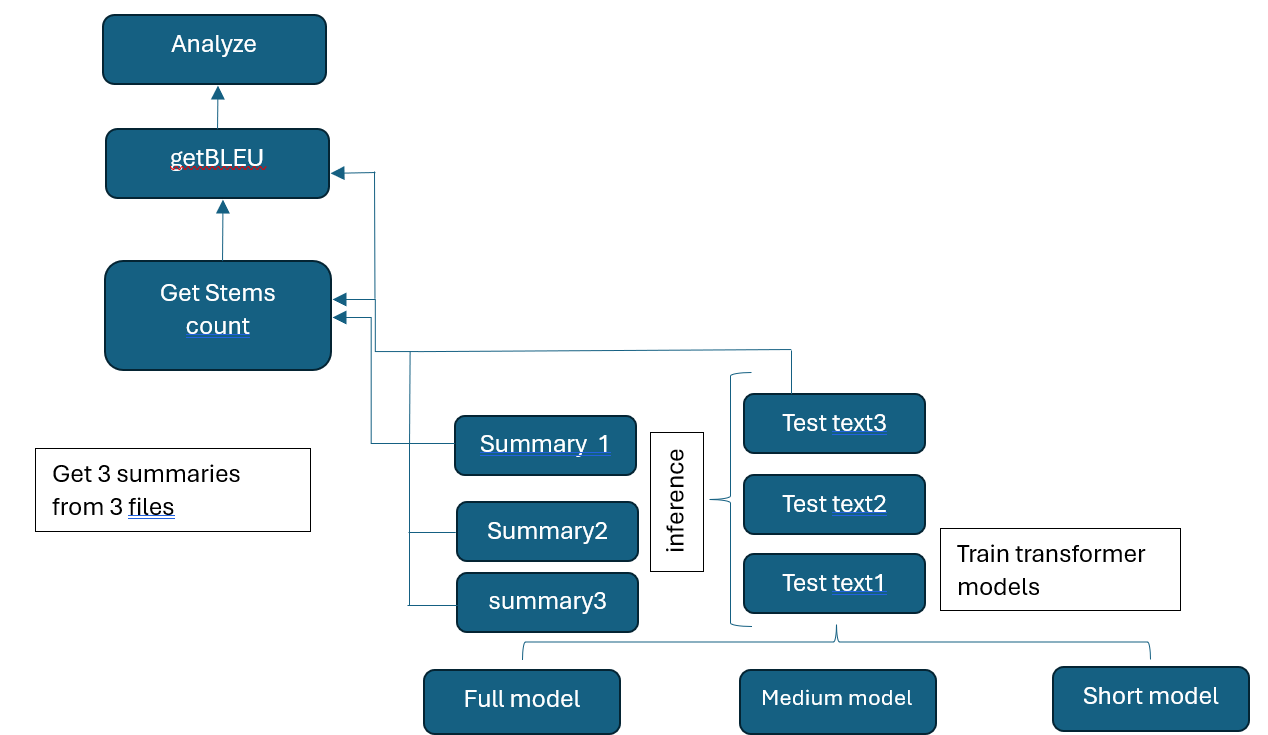 Analyze
getBLEU
Get Stems
count
Test text3
Summary_1
Get 3 summaries
from 3 files
inference
Test text2
Summary2
Train transformer
models
Test text1
summary3
Full model
Medium model
Short model